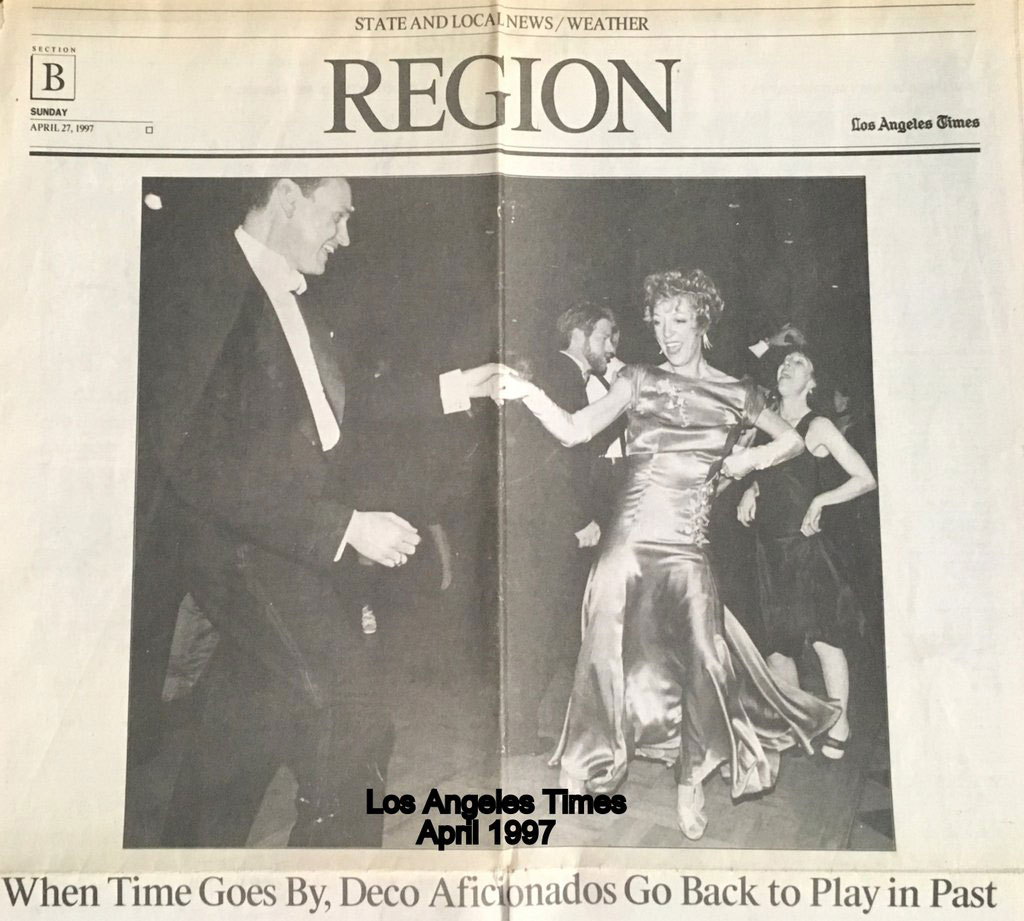 STATE AND LOCAL NEWS/WEATHER
SECTION
B
REGION
SUNDAY
APRIL 27, 1997
Los Angeles Times
Los Angeles Times
April 1997
When Time Goes By, Deco Aficionados Go Back to Play in Past